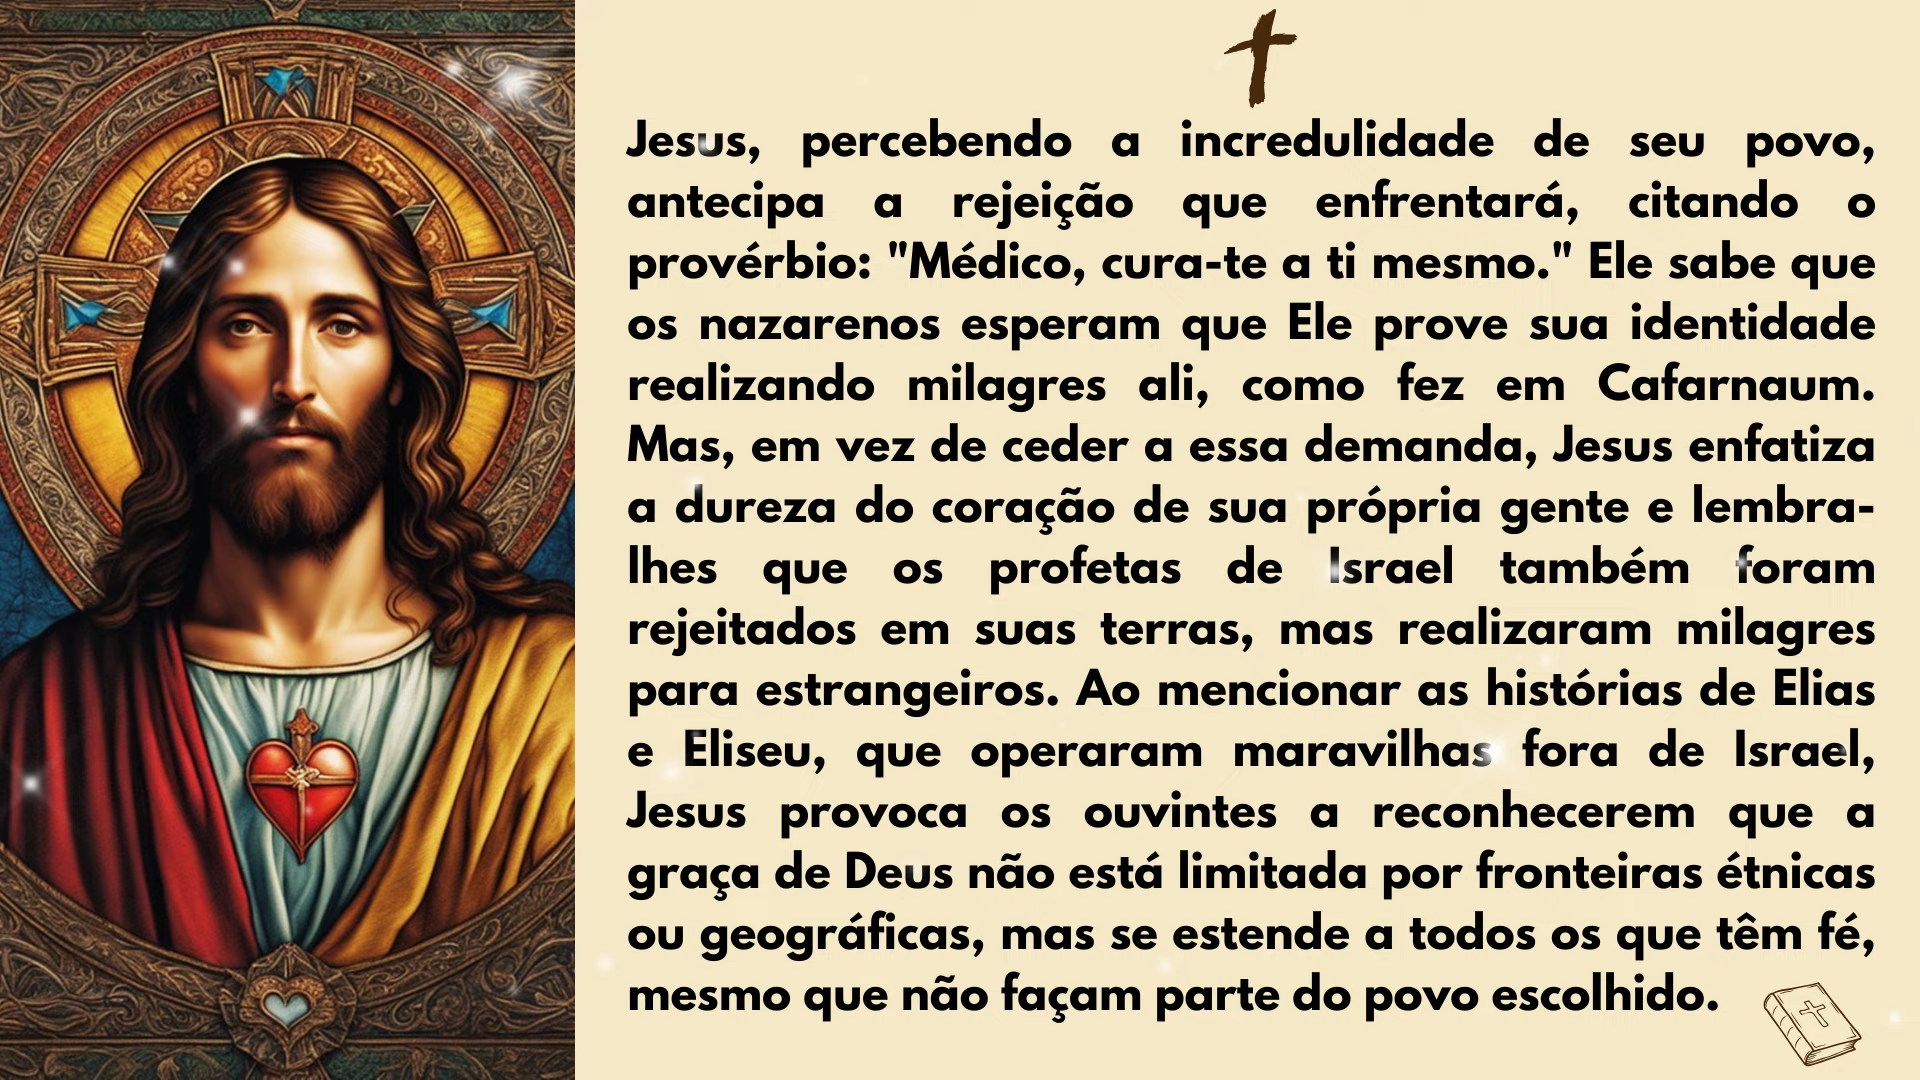 Jesus, percebendo a incredulidade de seu povo,
antecipa a rejeição que enfrentará, citando o
provérbio: "Médico, cura-te a ti mesmo." Ele sabe que
os nazarenos esperam que Ele prove sua identidade
realizando milagres ali, como fez em Cafarnaum.
Mas, em vez de ceder a essa demanda, Jesus enfatiza
a dureza do coração de sua própria gente e lembra-
lhes que os profetas de Israel também foram
rejeitados em suas terras, mas realizaram milagres
para estrangeiros. Ao mencionar as histórias de Elias
e Eliseu, que operaram maravilhas fora de Israel,
Jesus provoca os ouvintes a reconhecerem que a
graça de Deus não está limitada por fronteiras étnicas
ou geográficas, mas se estende a todos os que têm fé,
mesmo que não façam parte do povo escolhido.